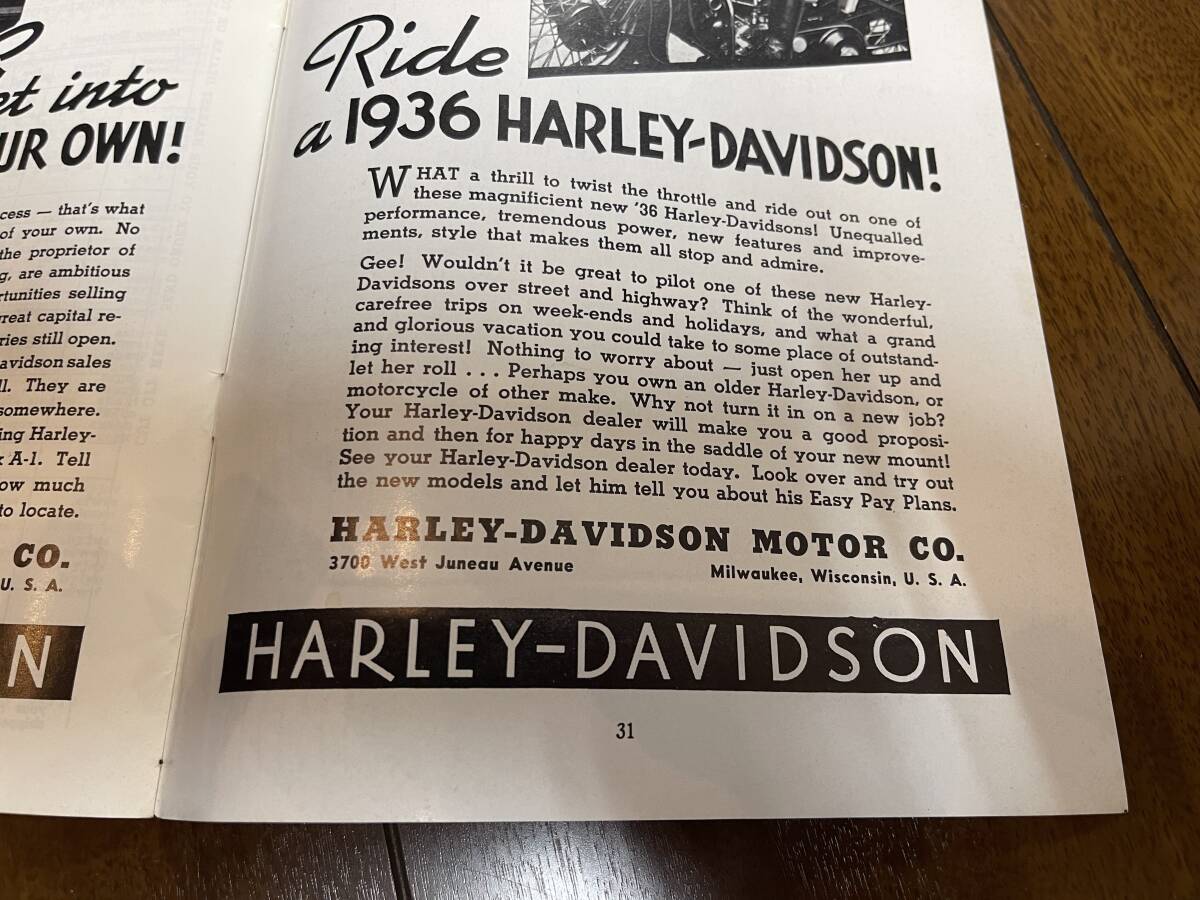 et into
UR OWN!
cess — that's what
of your own. No
the proprietor of
g, are ambitious
rtunities selling
reat capital re-
ries still open.
avidson sales
ll. They are
somewhere.
ing Harley-
A-1. Tell
ow much
to locate.
CO.
U. S. A.
N
Ride
a 1936 HARLEY-DAVIDSON!
WHAT a thrill to twist the throttle and ride out on one of
these magnificient new '36 Harley-Davidsons! Unequalled
performance, tremendous power, new features and improve-
ments, style that makes them all stop and admire.
Gee! Wouldn't it be great to pilot one of these new Harley-
Davidsons over street and highway? Think of the wonderful,
carefree trips on week-ends and holidays, and what a grand
and glorious vacation you could take to some place of outstand-
ing interest! Nothing to worry about — just open her up and
let her roll . . . Perhaps you own an older Harley-Davidson, or
motorcycle of other make. Why not turn it in on a new job?
Your Harley-Davidson dealer will make you a good proposi-
tion and then for happy days in the saddle of your new mount!
See your Harley-Davidson dealer today. Look over and try out
the new models and let him tell you about his Easy Pay Plans.
HARLEY-DAVIDSON MOTOR CO.
3700 West Juneau Avenue Milwaukee, Wisconsin, U. S. A.
HARLEY-DAVIDSON
31